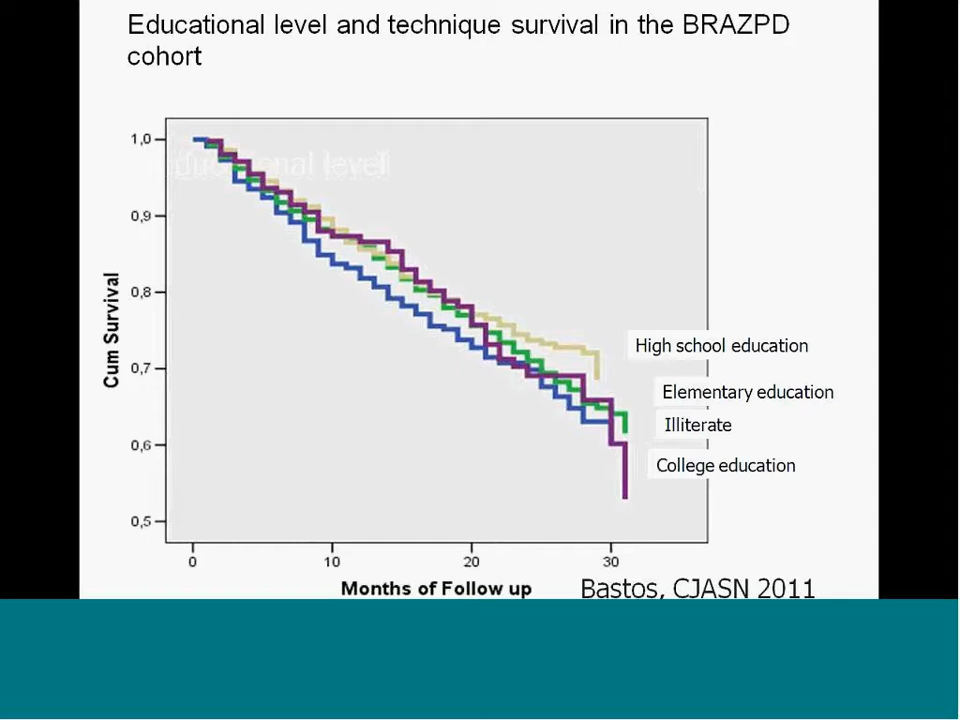 Educational level and technique survival in the BRAZPD
cohort
Educational level
1,0
0,9
0,8
0,7
0,6
0,5
Cum Survival
High school education
Elementary education
Illiterate
College education
0
10
20
30
Months of Follow up
Bastos, CJASN 2011